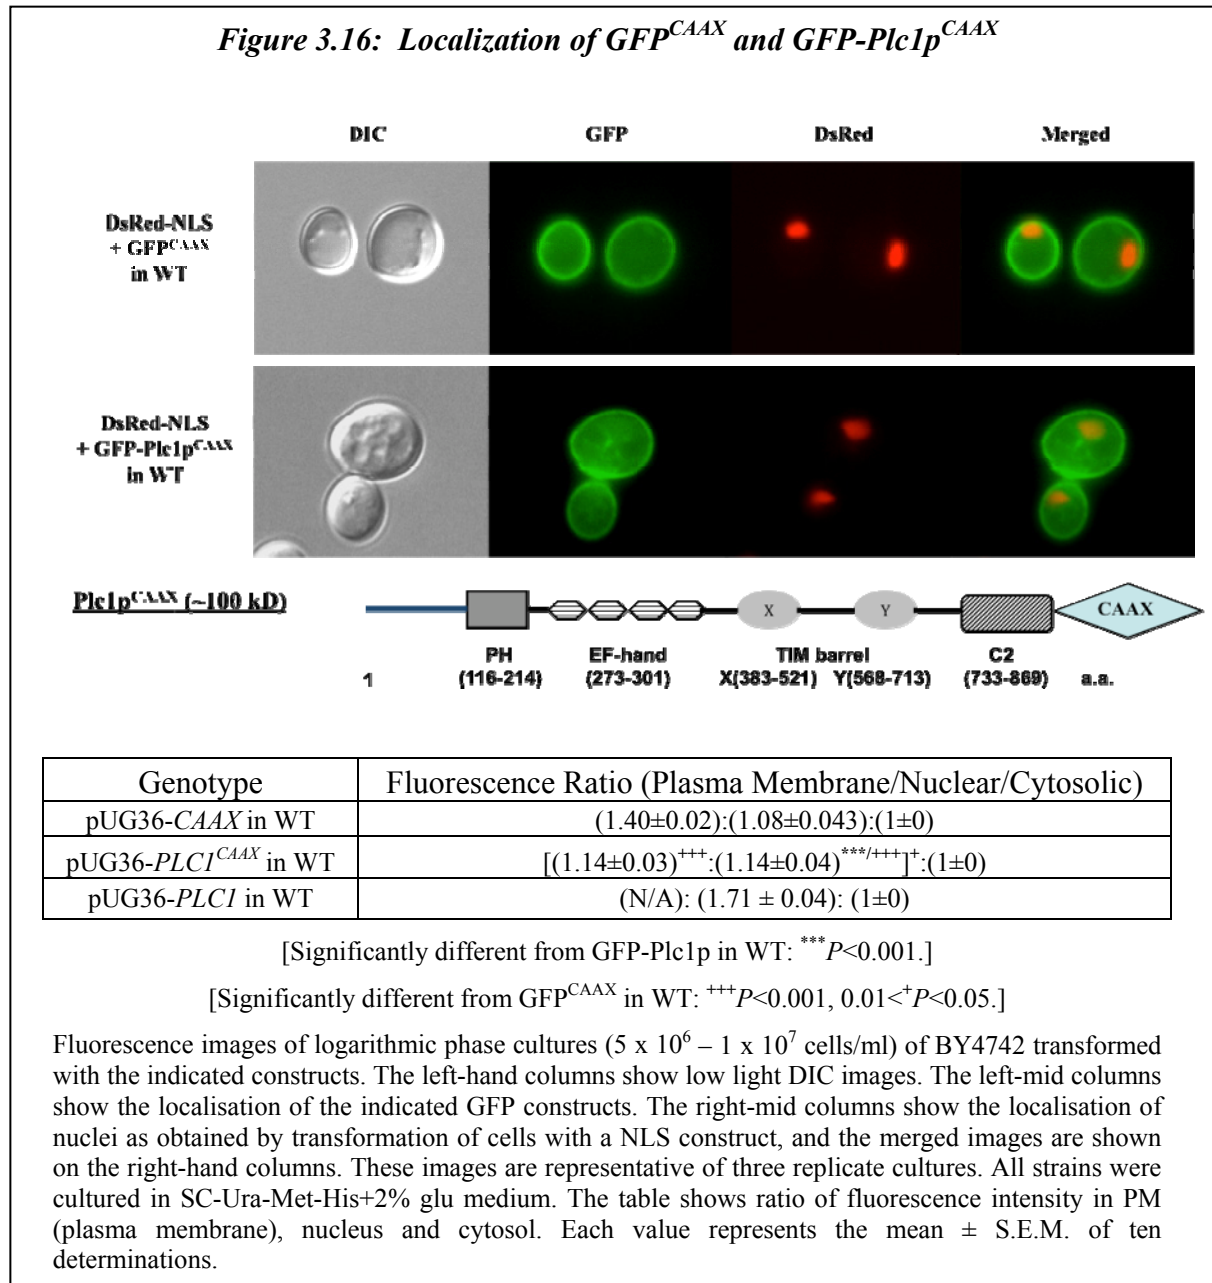 Figure 3.16: Localization of GFP^CAAX and GFP-Plc1p^CAAX
DIC GFP DsRed Merged
DsRed-NLS
+ GFP^CAAX
in WT
DsRed-NLS
+ GFP-Plc1p^CAAX
in WT
Plc1p^CAAX (~100 kD)
X Y CAAX
PH EF-hand TIM barrel C2
1 (116-214) (273-301) X(383-521) Y(568-713) (733-869) a.a.
Genotype Fluorescence Ratio (Plasma Membrane/Nuclear/Cytosolic)
pUG36-CAAX in WT (1.40±0.02):(1.08±0.043):(1±0)
pUG36-PLC1^CAAX in WT [(1.14±0.03)^+++:(1.14±0.04)^***/+++]^+:(1±0)
pUG36-PLC1 in WT (N/A): (1.71 ± 0.04): (1±0)
[Significantly different from GFP-Plc1p in WT: ***P<0.001.]
[Significantly different from GFP^CAAX in WT: +++P<0.001, 0.01<+P<0.05.]
Fluorescence images of logarithmic phase cultures (5 x 10^6 – 1 x 10^7 cells/ml) of BY4742 transformed
with the indicated constructs. The left-hand columns show low light DIC images. The left-mid columns
show the localisation of the indicated GFP constructs. The right-mid columns show the localisation of
nuclei as obtained by transformation of cells with a NLS construct, and the merged images are shown
on the right-hand columns. These images are representative of three replicate cultures. All strains were
cultured in SC-Ura-Met-His+2% glu medium. The table shows ratio of fluorescence intensity in PM
(plasma membrane), nucleus and cytosol. Each value represents the mean ± S.E.M. of ten
determinations.